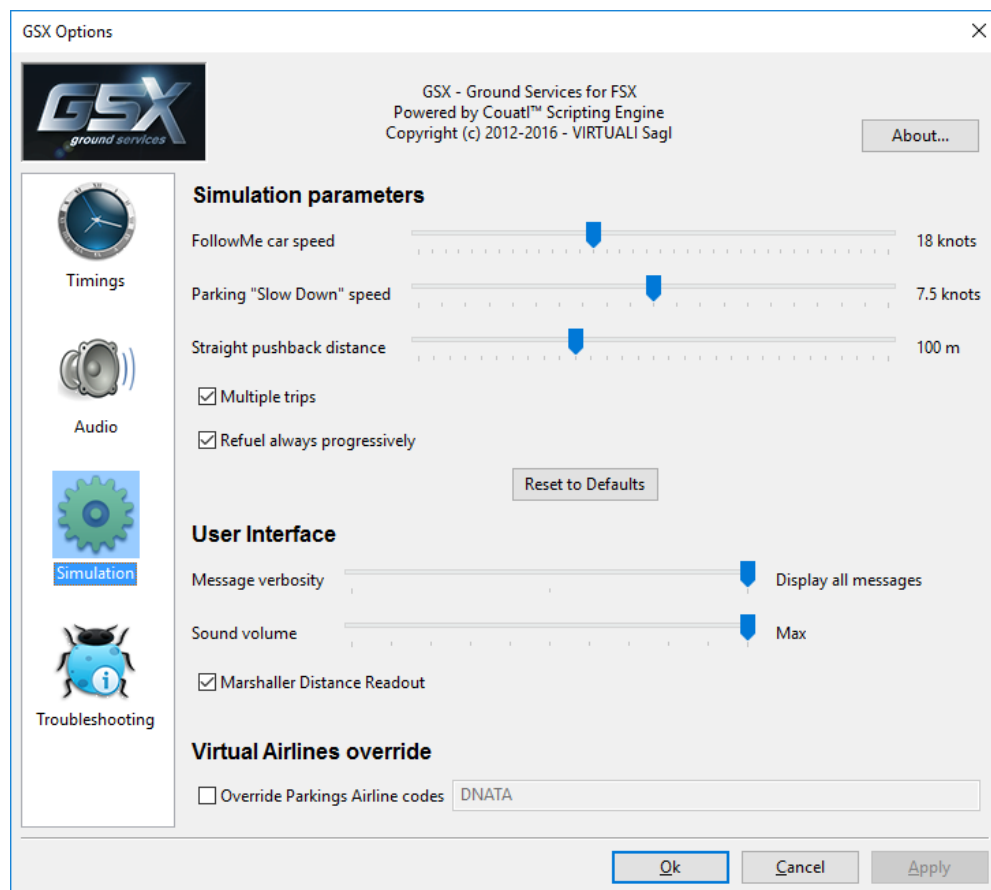 GSX Options
GSX
ground services
GSX - Ground Services for FSX
Powered by Couatl™ Scripting Engine
Copyright (c) 2012-2016 - VIRTUALI Sagl
About...
Timings
Audio
Simulation
Troubleshooting
Simulation parameters
FollowMe car speed 18 knots
Parking "Slow Down" speed 7.5 knots
Straight pushback distance 100 m
Multiple trips
Refuel always progressively
Reset to Defaults
User Interface
Message verbosity Display all messages
Sound volume Max
Marshaller Distance Readout
Virtual Airlines override
Override Parkings Airline codes DNATA
Ok Cancel Apply